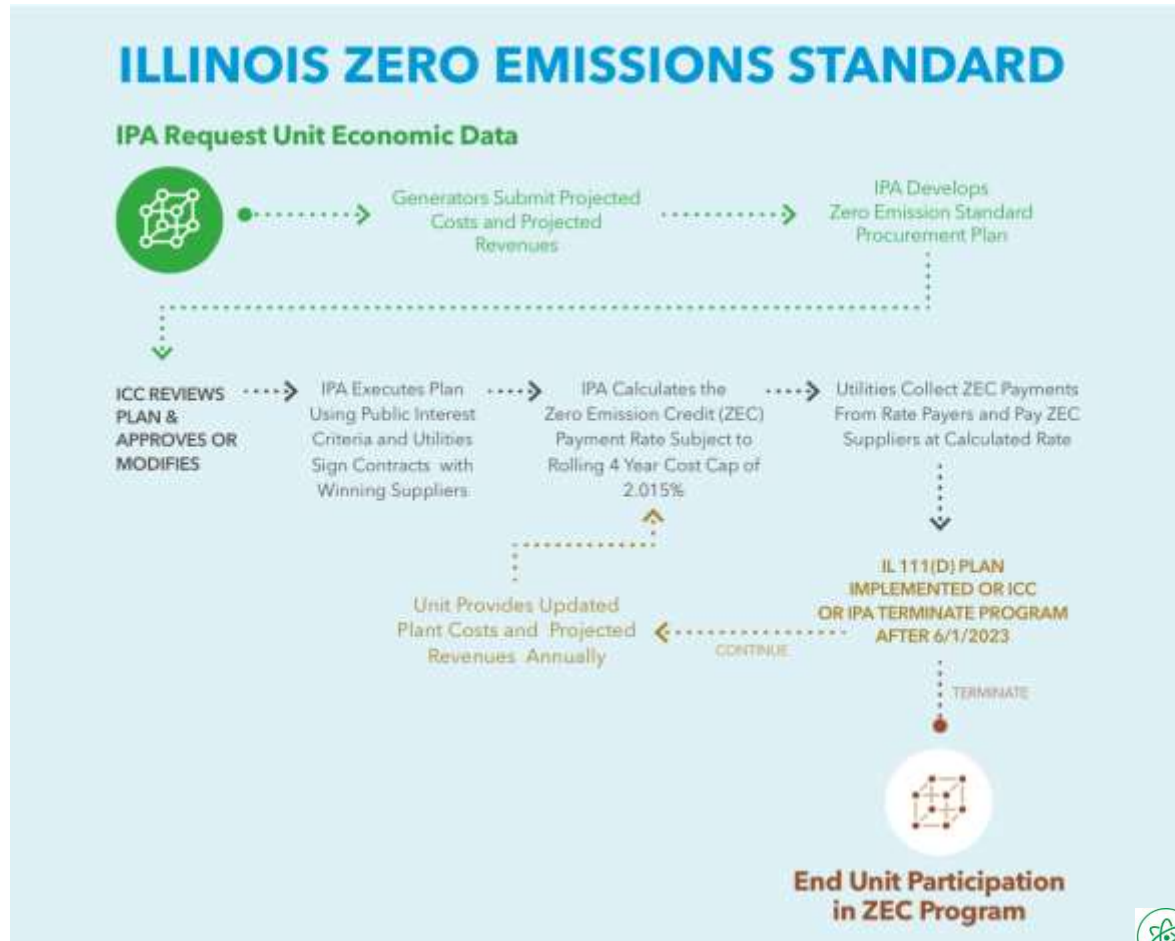 ILLINOIS ZERO EMISSIONS STANDARD
IPA Request Unit Economic Data
Generators Submit Projected
Costs and Projected
Revenues
IPA Develops
Zero Emission Standard
Procurement Plan
ICC REVIEWS
PLAN &
APPROVES OR
MODIFIES
IPA Executes Plan
Using Public Interest
Criteria and Utilities
Sign Contracts with
Winning Suppliers
IPA Calculates the
Zero Emission Credit (ZEC)
Payment Rate Subject to
Rolling 4 Year Cost Cap of
2.015%
Utilities Collect ZEC Payments
From Rate Payers and Pay ZEC
Suppliers at Calculated Rate
IL 111(D) PLAN
IMPLEMENTED OR ICC
OR IPA TERMINATE PROGRAM
AFTER 6/1/2023
CONTINUE
Unit Provides Updated
Plant Costs and Projected
Revenues Annually
TERMINATE
End Unit Participation
in ZEC Program